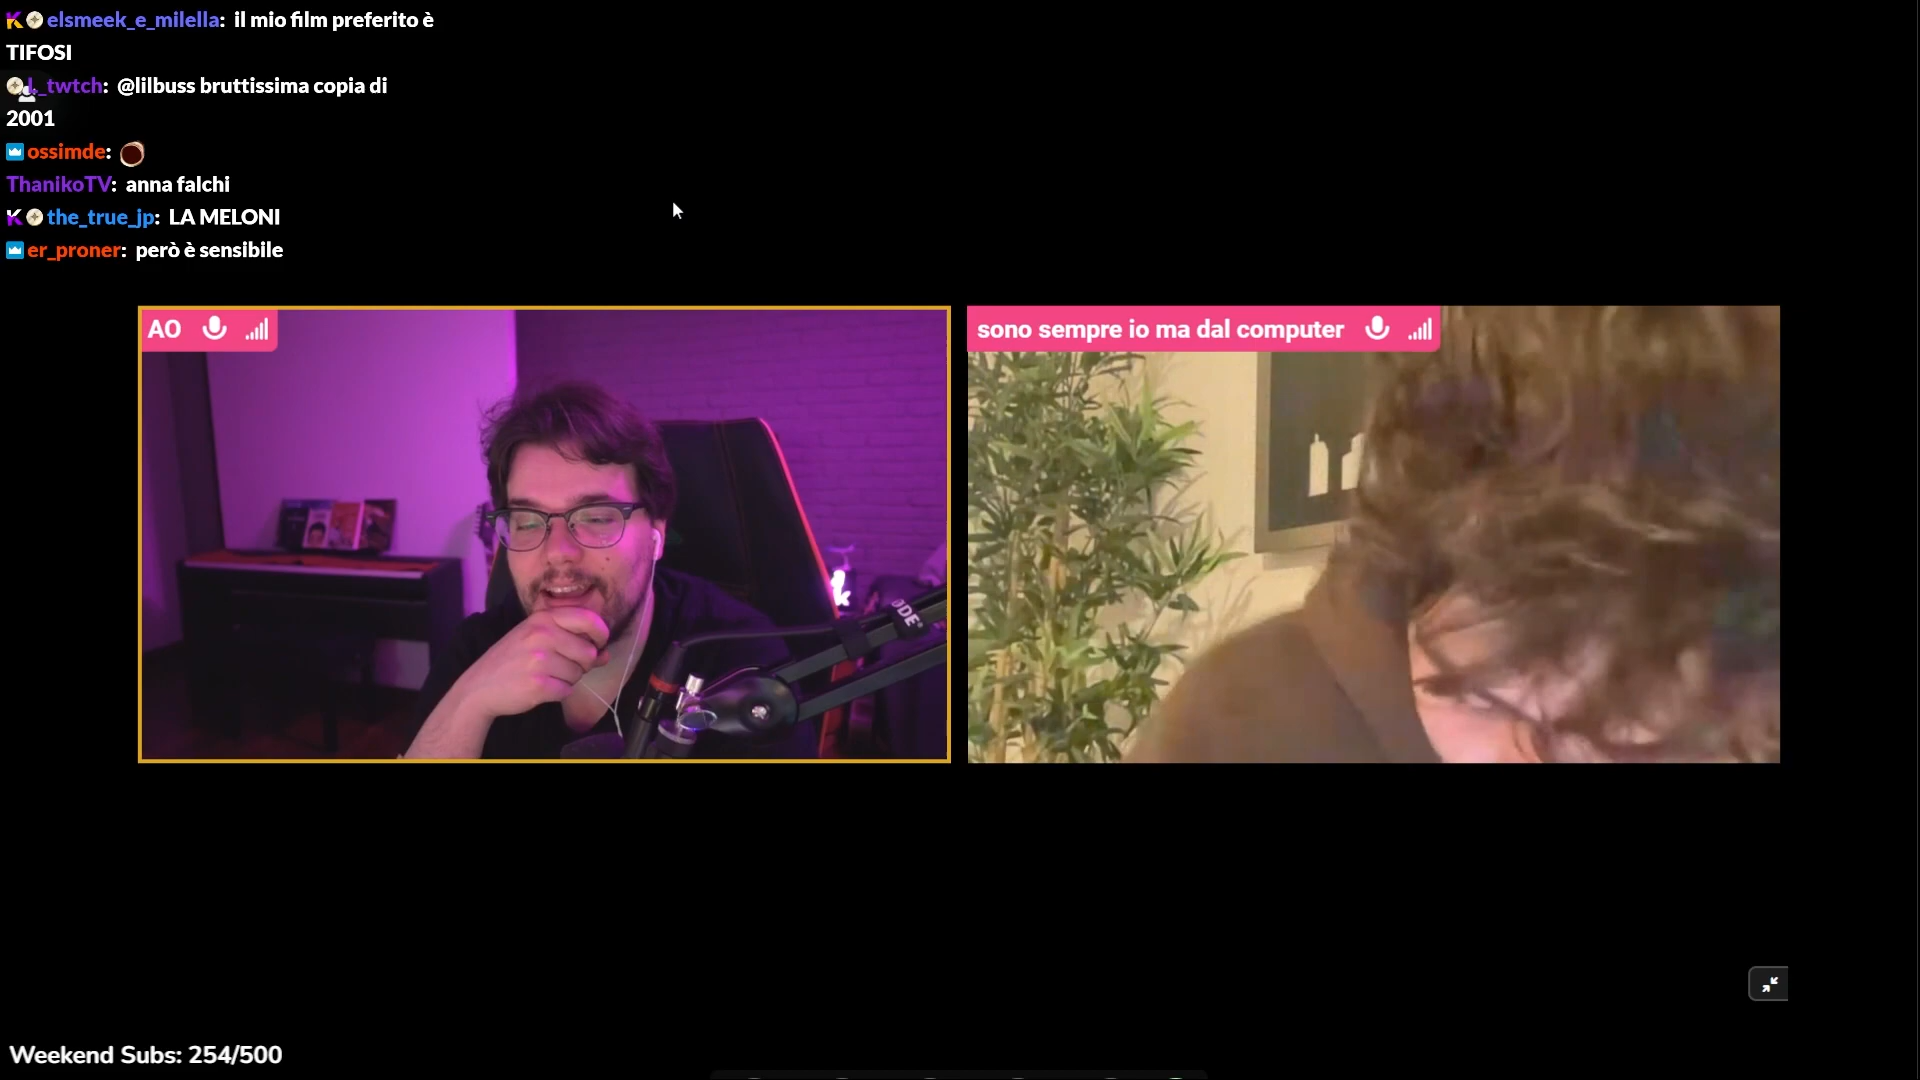 elsmeek_e_milella: il mio film preferito è
TIFOSI
_twtch: @lilbuss bruttissima copia di
2001
ossimde:
ThanikoTV: anna falchi
the_true_jp: LA MELONI
er_proner: però è sensibile
AO
sono sempre io ma dal computer
Weekend Subs: 254/500